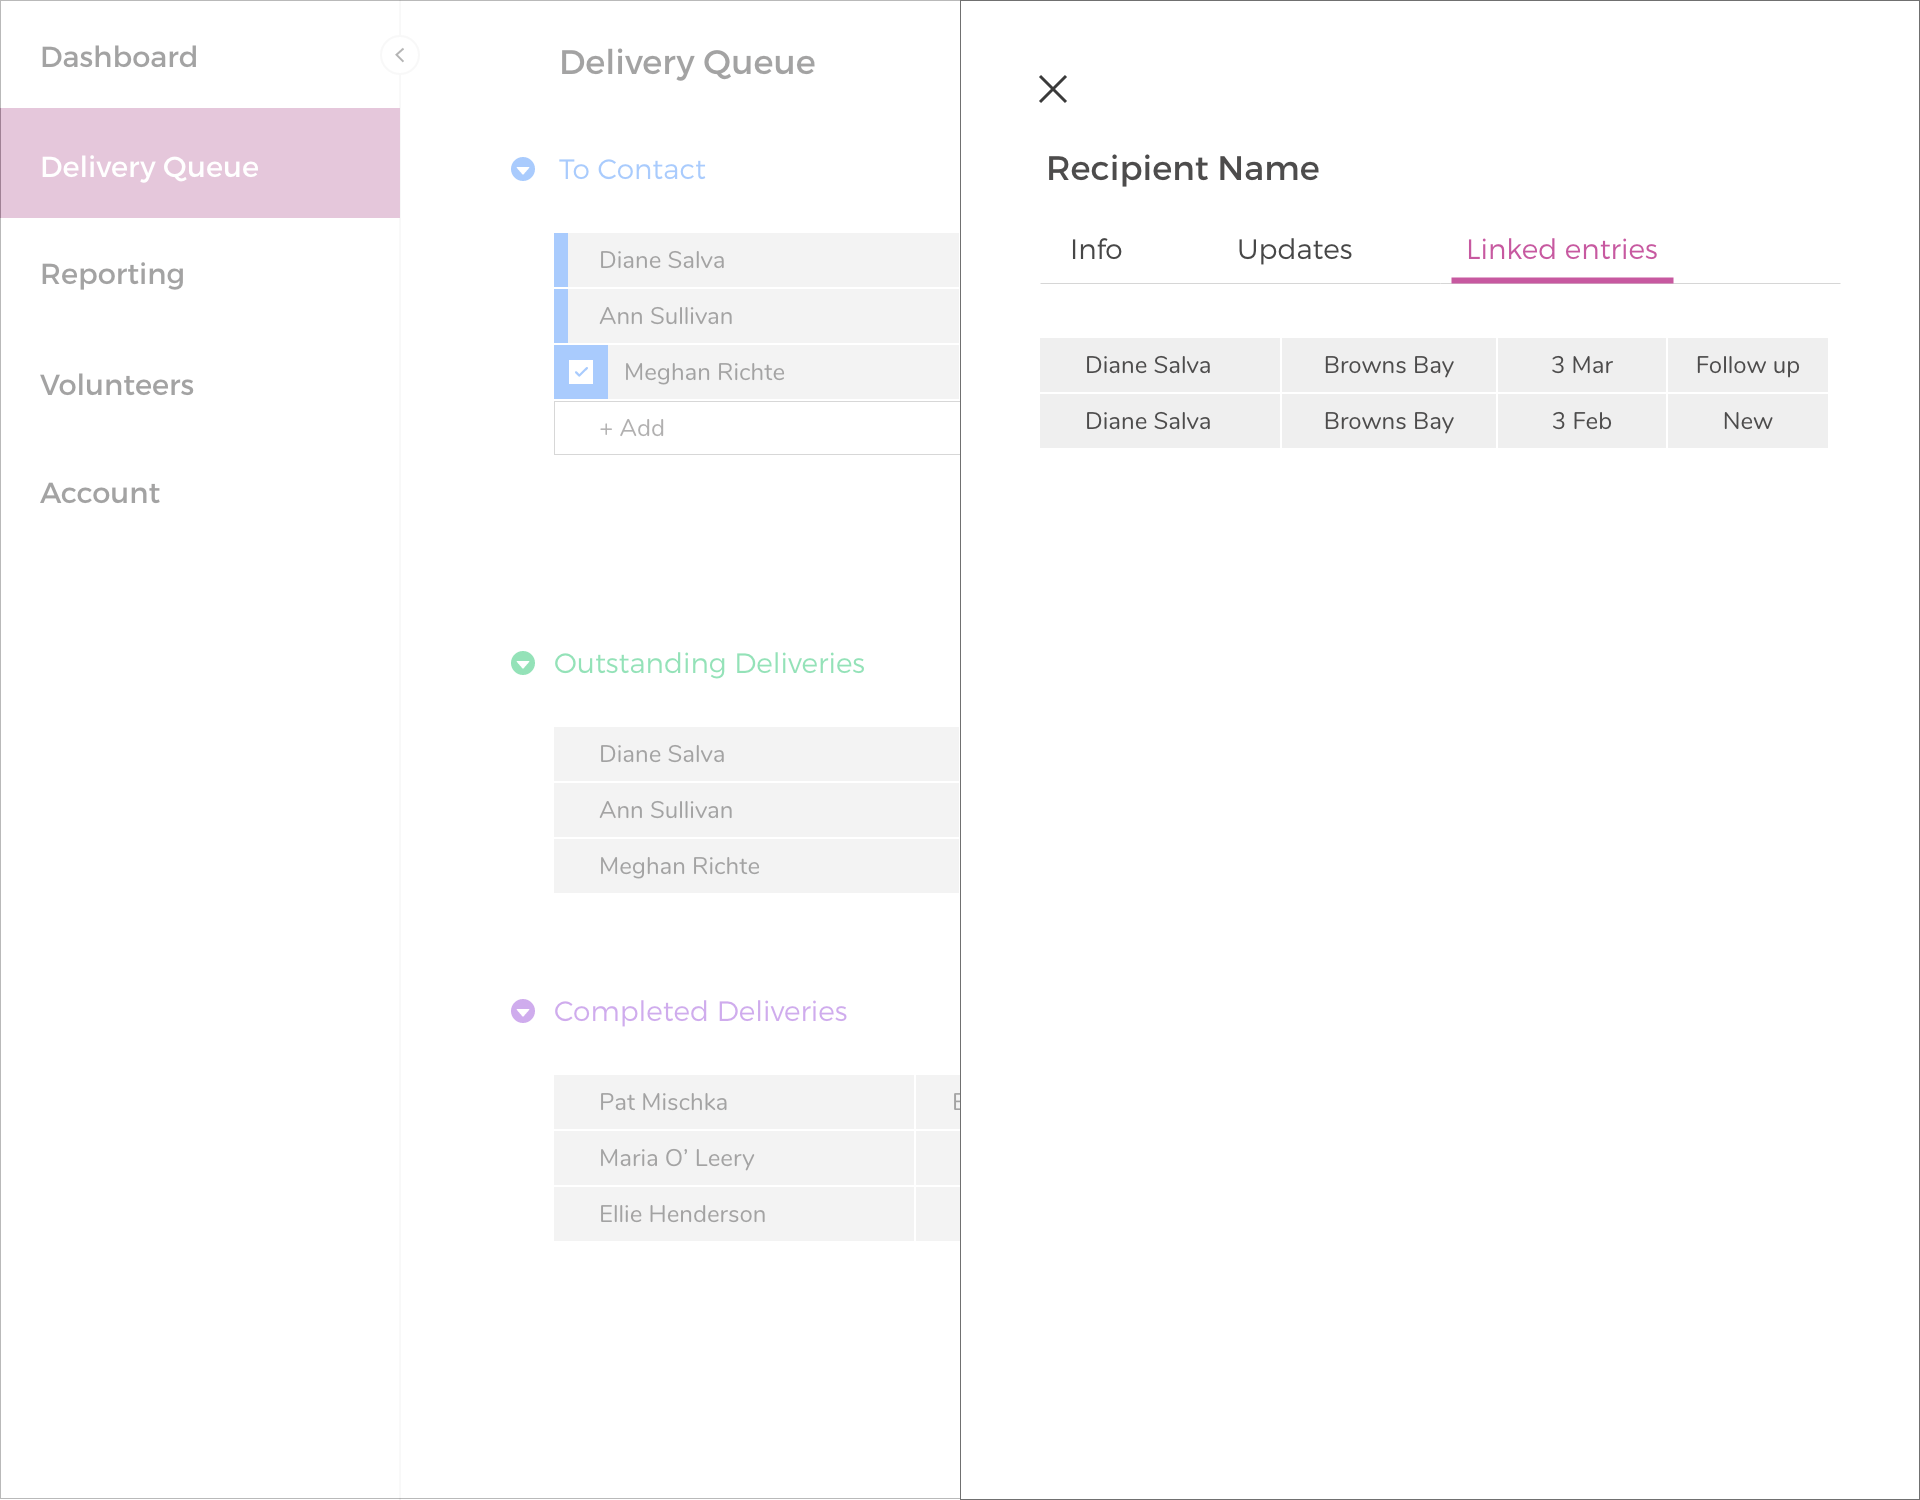 Dashboard
Delivery Queue
Reporting
Volunteers
Account
Delivery Queue
To Contact
Diane Salva
Ann Sullivan
Meghan Richte
+ Add
Outstanding Deliveries
Diane Salva
Ann Sullivan
Meghan Richte
Completed Deliveries
Pat Mischka
Maria O’ Leery
Ellie Henderson
Recipient Name
Info Updates Linked entries
Diane Salva Browns Bay 3 Mar Follow up
Diane Salva Browns Bay 3 Feb New